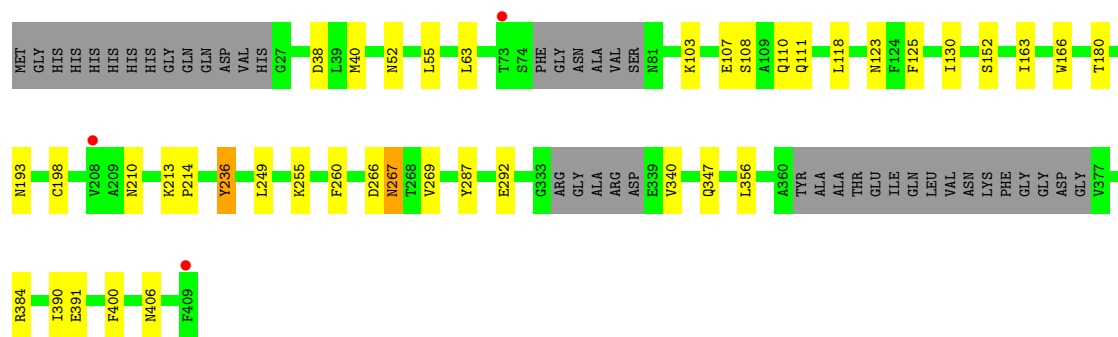 MET GLY HIS HIS HIS HIS HIS HIS GLY GLN GLN ASP VAL HIS G27 D38 L39 M40 N52 L55 L63 T73 S74 PHE GLY ASN ALA VAL SER N81 K103 E107 S108 A109 Q110 Q111 L118 N123 F124 F125 I130 S152 I163 W166 T180
N193 C198 V208 A209 N210 K213 P214 Y236 L249 K255 F260 D266 N267 T268 V269 Y287 E292 G333 ARG GLY ALA ARG ASP E339 V340 Q347 L356 A360 TYR ALA ALA THR GLU ILE GLN LEU VAL ASN LYS PHE GLY GLY ASP GLY V377
R384 I390 E391 F400 N406 F409